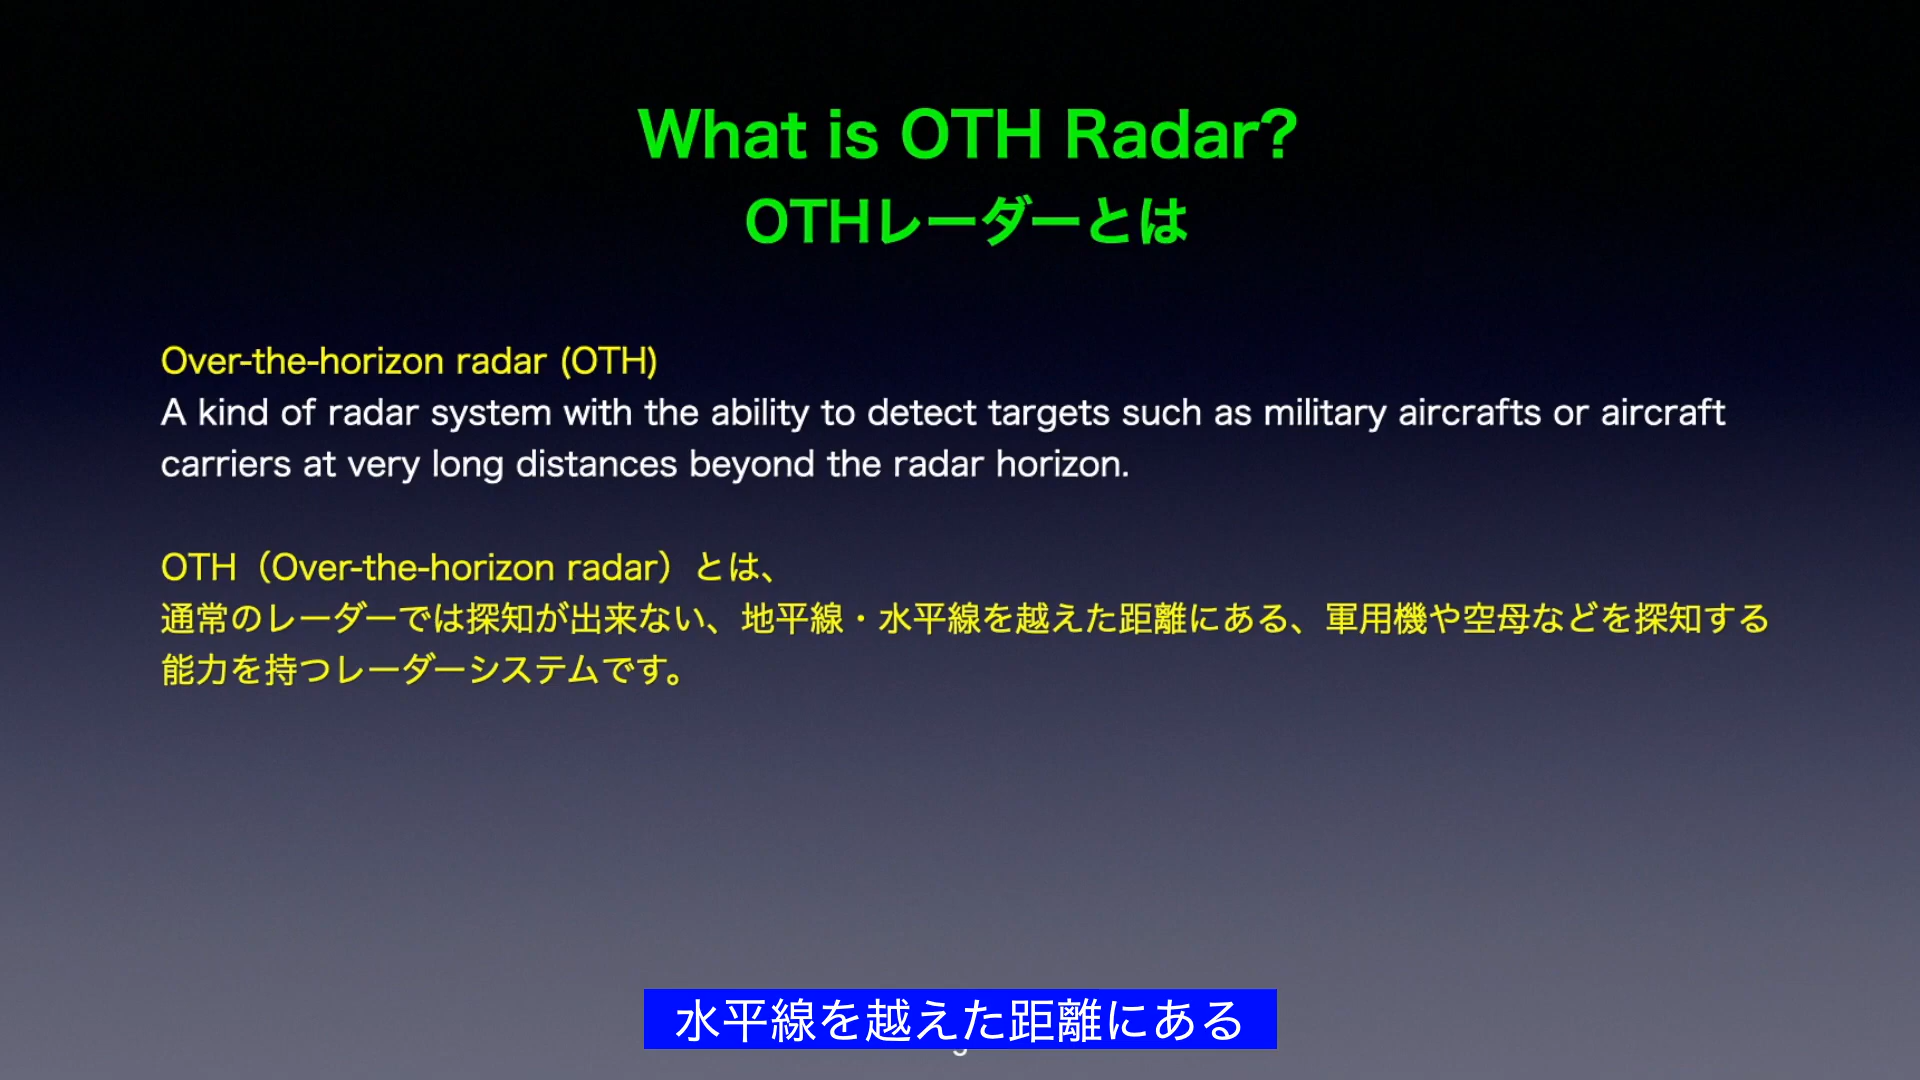 What is OTH Radar?
OTHレーダーとは
Over-the-horizon radar (OTH)
A kind of radar system with the ability to detect targets such as military aircrafts or aircraft
carriers at very long distances beyond the radar horizon.
OTH（Over-the-horizon radar）とは、
通常のレーダーでは探知が出来ない、地平線・水平線を越えた距離にある、軍用機や空母などを探知する
能力を持つレーダーシステムです。
水平線を越えた距離にある